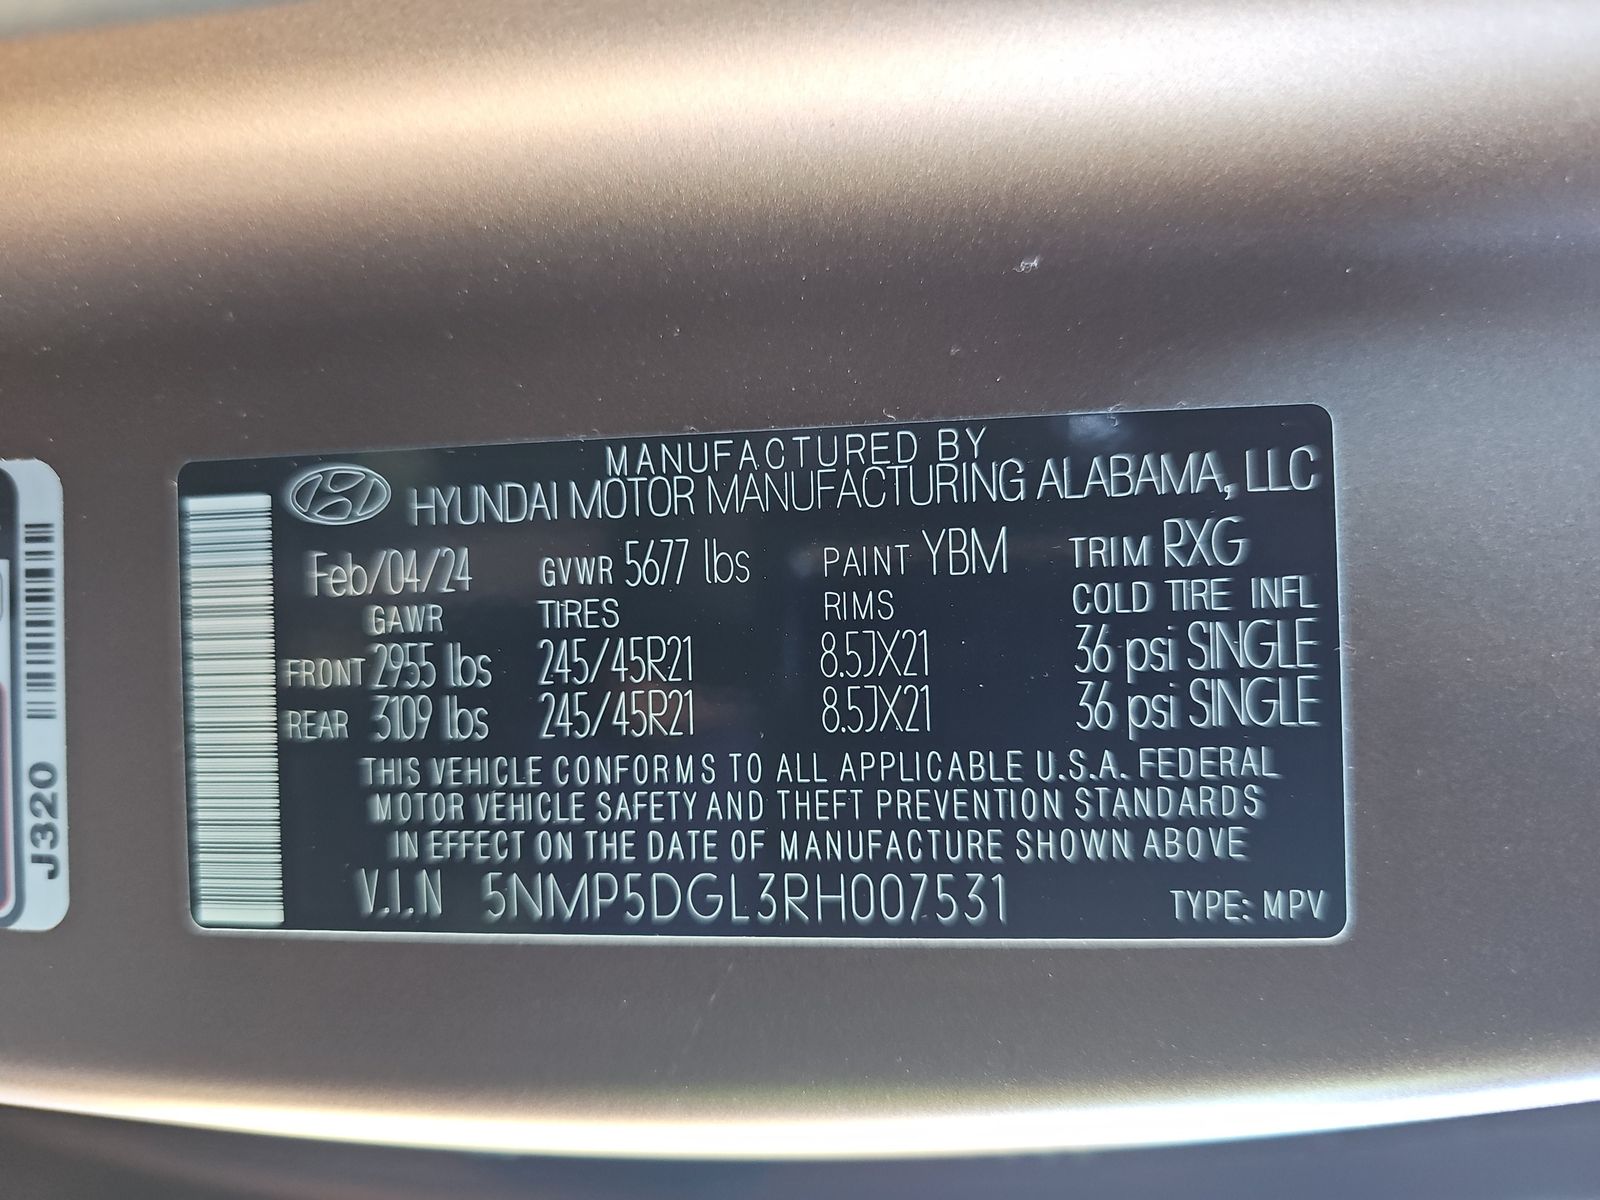 MANUFACTURED BY
HYUNDAI MOTOR MANUFACTURING ALABAMA, LLC
Feb/04/24 GVWR 5677 lbs PAINT YBM TRIM RXG
GAWR TIRES RIMS COLD TIRE INFL
FRONT 2955 lbs 245/45R21 8.5JX21 36 psi SINGLE
REAR 3109 lbs 245/45R21 8.5JX21 36 psi SINGLE
THIS VEHICLE CONFORMS TO ALL APPLICABLE U.S.A. FEDERAL
MOTOR VEHICLE SAFETY AND THEFT PREVENTION STANDARDS
IN EFFECT ON THE DATE OF MANUFACTURE SHOWN ABOVE
V.I.N 5NMP5DGL3RH007531 TYPE: MPV
J320